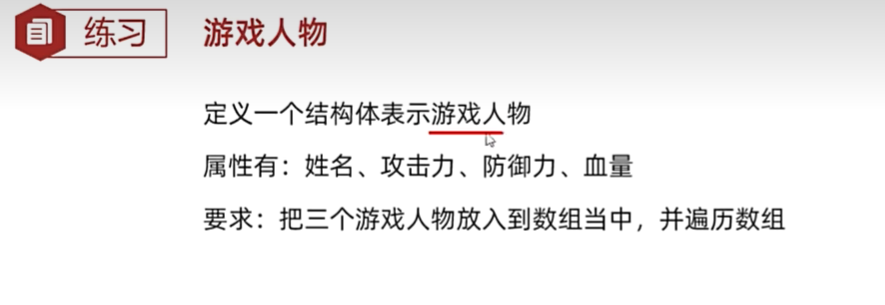 练习 游戏人物
定义一个结构体表示游戏人物
属性有：姓名、攻击力、防御力、血量
要求：把三个游戏人物放入到数组当中，并遍历数组